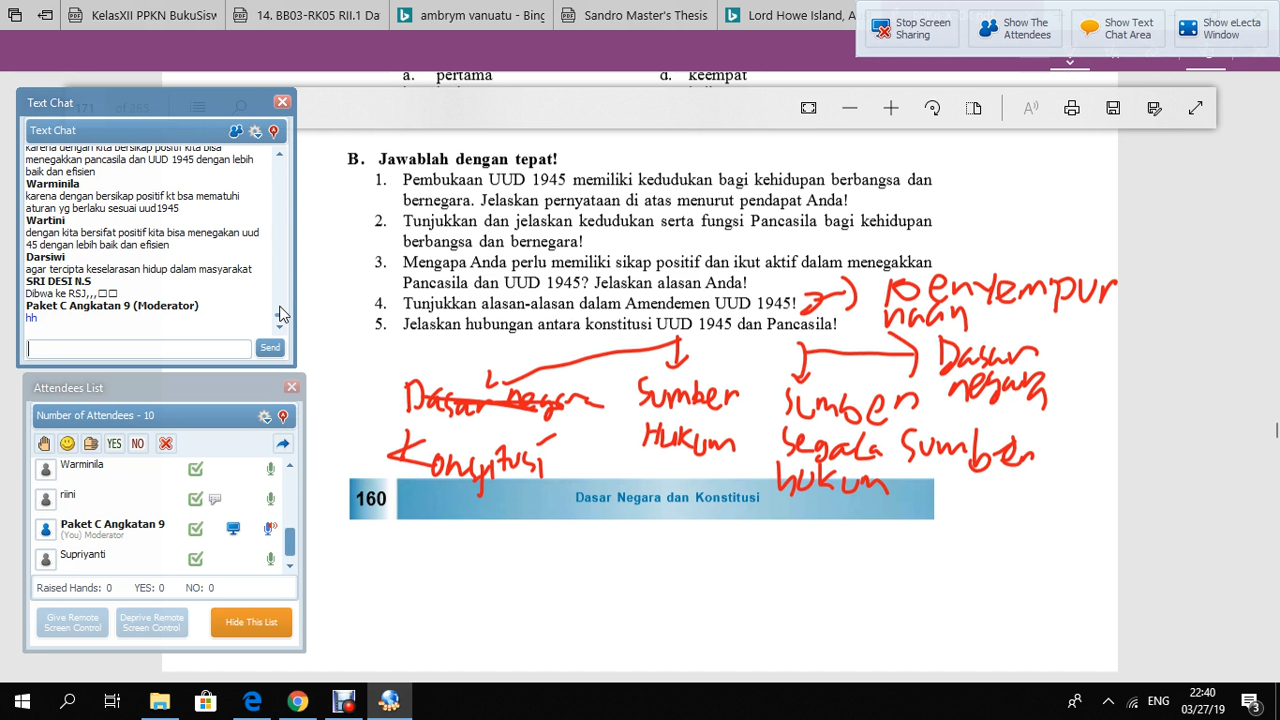 KelasXII PPKN BukuSisw
14. BB03-RK05 RII.1 Da
ambrym vanuatu - Bing
Sandro Master's Thesis
Lord Howe Island, A
Stop Screen Sharing
Show The Attendees
Show Text Chat Area
Show eLecta Window
a. pertama d. keempat
171 of 285
Text Chat
Text Chat
karena dengan kita bersikap positif kita bisa
menegakkan pancasila dan UUD 1945 dengan lebih
baik dan efisien
Warminila
karena dengan bersikap positif kt bsa mematuhi
aturan yg berlaku sesuai uud1945
Wartini
dengan kita bersifat positif kita bisa menegakan uud
45 dengan lebih baik dan efisien
Darsiwi
agar tercipta keselarasan hidup dalam masyarakat
SRI DESI N.S
Dibwa ke RSJ,,,□□
Paket C Angkatan 9 (Moderator)
hh
Send
B. Jawablah dengan tepat!
1. Pembukaan UUD 1945 memiliki kedudukan bagi kehidupan berbangsa dan
bernegara. Jelaskan pernyataan di atas menurut pendapat Anda!
2. Tunjukkan dan jelaskan kedudukan serta fungsi Pancasila bagi kehidupan
berbangsa dan bernegara!
3. Mengapa Anda perlu memiliki sikap positif dan ikut aktif dalam menegakkan
Pancasila dan UUD 1945? Jelaskan alasan Anda!
4. Tunjukkan alasan-alasan dalam Amendemen UUD 1945!
5. Jelaskan hubungan antara konstitusi UUD 1945 dan Pancasila!
Penyempur
naan
Dasar
negara
Dasar negara
Konstitusi
Sumber
Hukum
Sumber
segala sumber
hukum
160 Dasar Negara dan Konstitusi
Attendees List
Number of Attendees - 10
YES NO
Warminila
riini
Paket C Angkatan 9
(You) Moderator
Supriyanti
Raised Hands: 0 YES: 0 NO: 0
Give Remote Screen Control
Deprive Remote Screen Control
Hide This List
ENG
22:40
03/27/19
3